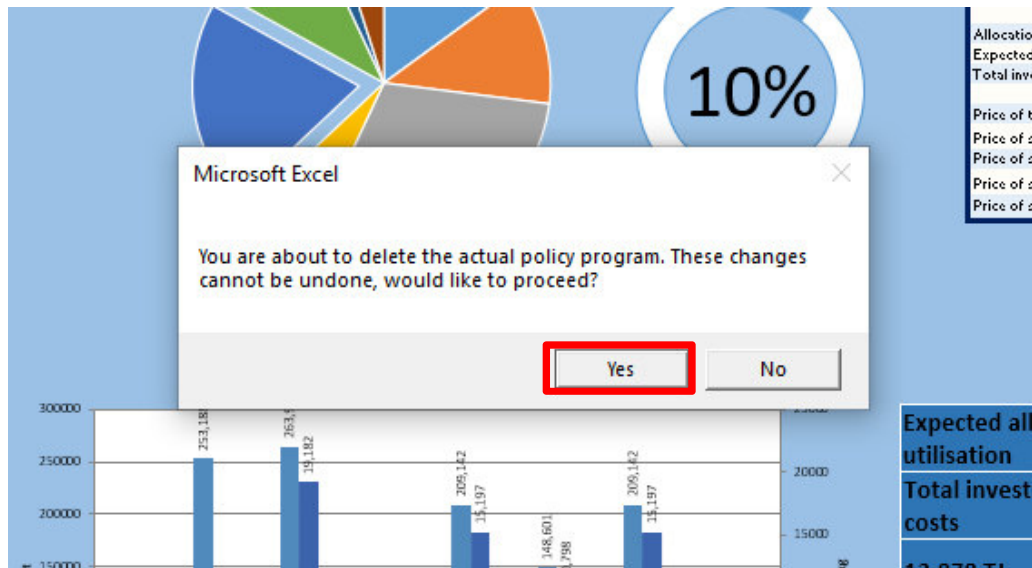 10%
Allocatio
Expected
Total inv
Price of t
Price of
Price of
Price of
Price of
Microsoft Excel
You are about to delete the actual policy program. These changes
cannot be undone, would like to proceed?
Yes
No
300000
250000
200000
150000
253,18
263,
19,182
209,142
15,197
148,601
,798
209,142
15,197
20000
15000
Expected all
utilisation
Total invest
costs